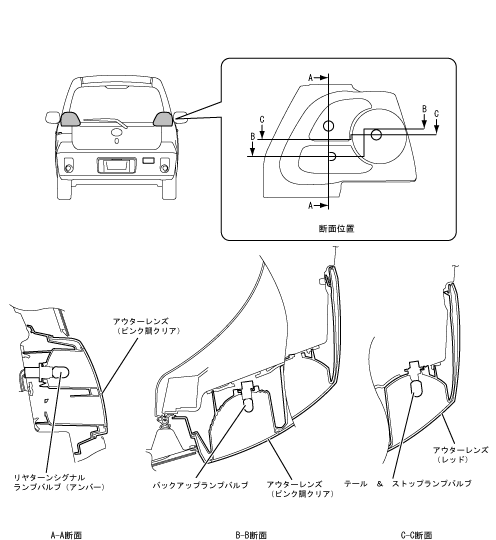 A
B
C
C
B
A
断面位置
アウターレンズ
（ピンク調クリア）
リヤターンシグナル
ランプバルブ（アンバー）
バックアップランプバルブ
アウターレンズ
（ピンク調クリア）
テール　＆　ストップランプバルブ
アウターレンズ
（レッド）
A-A断面
B-B断面
C-C断面